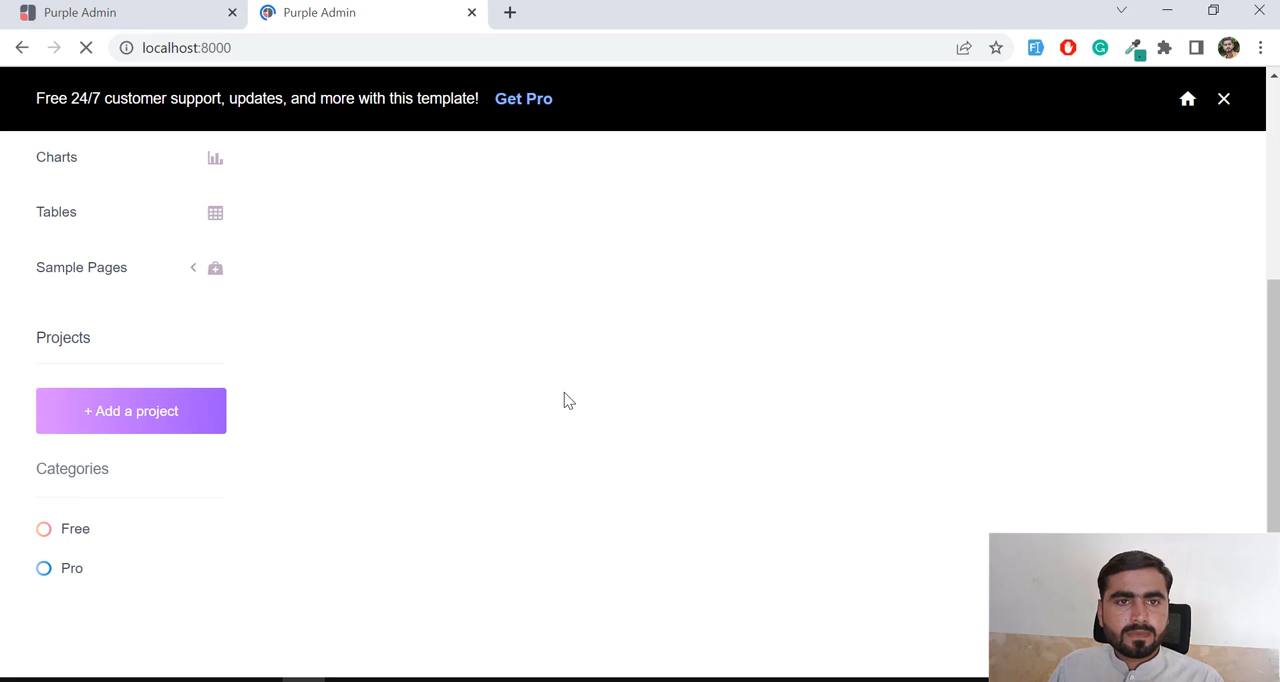 Purple Admin
Purple Admin
localhost:8000
Free 24/7 customer support, updates, and more with this template! Get Pro
Charts
Tables
Sample Pages
Projects
+ Add a project
Categories
Free
Pro